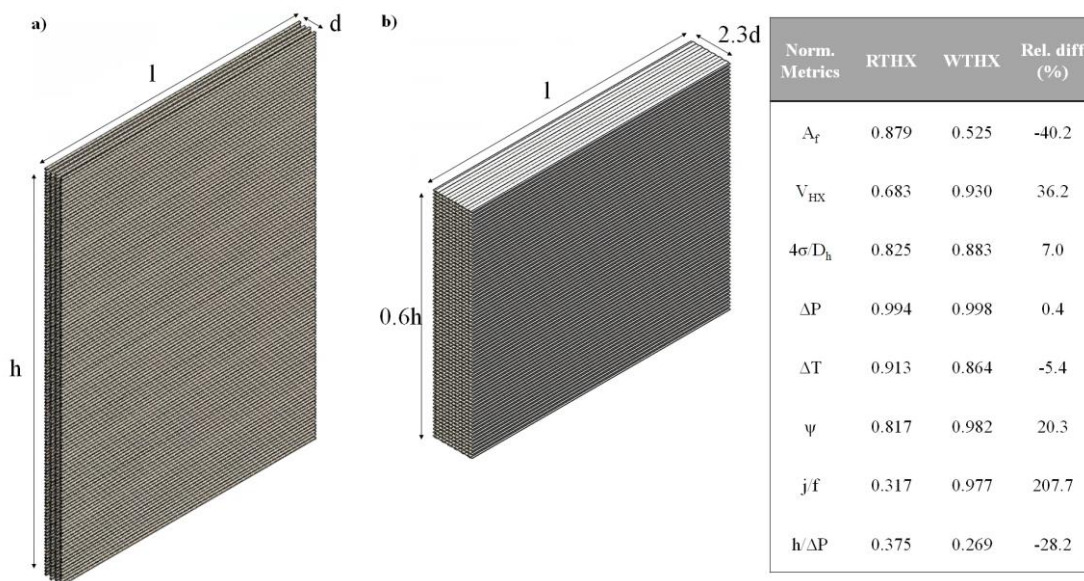 a)
l
d
h
b)
l
2.3d
0.6h
Norm. Metrics RTHX WTHX Rel. diff (%)
A_f 0.879 0.525 -40.2
V_HX 0.683 0.930 36.2
4σ/D_h 0.825 0.883 7.0
ΔP 0.994 0.998 0.4
ΔT 0.913 0.864 -5.4
ψ 0.817 0.982 20.3
j/f 0.317 0.977 207.7
h/ΔP 0.375 0.269 -28.2